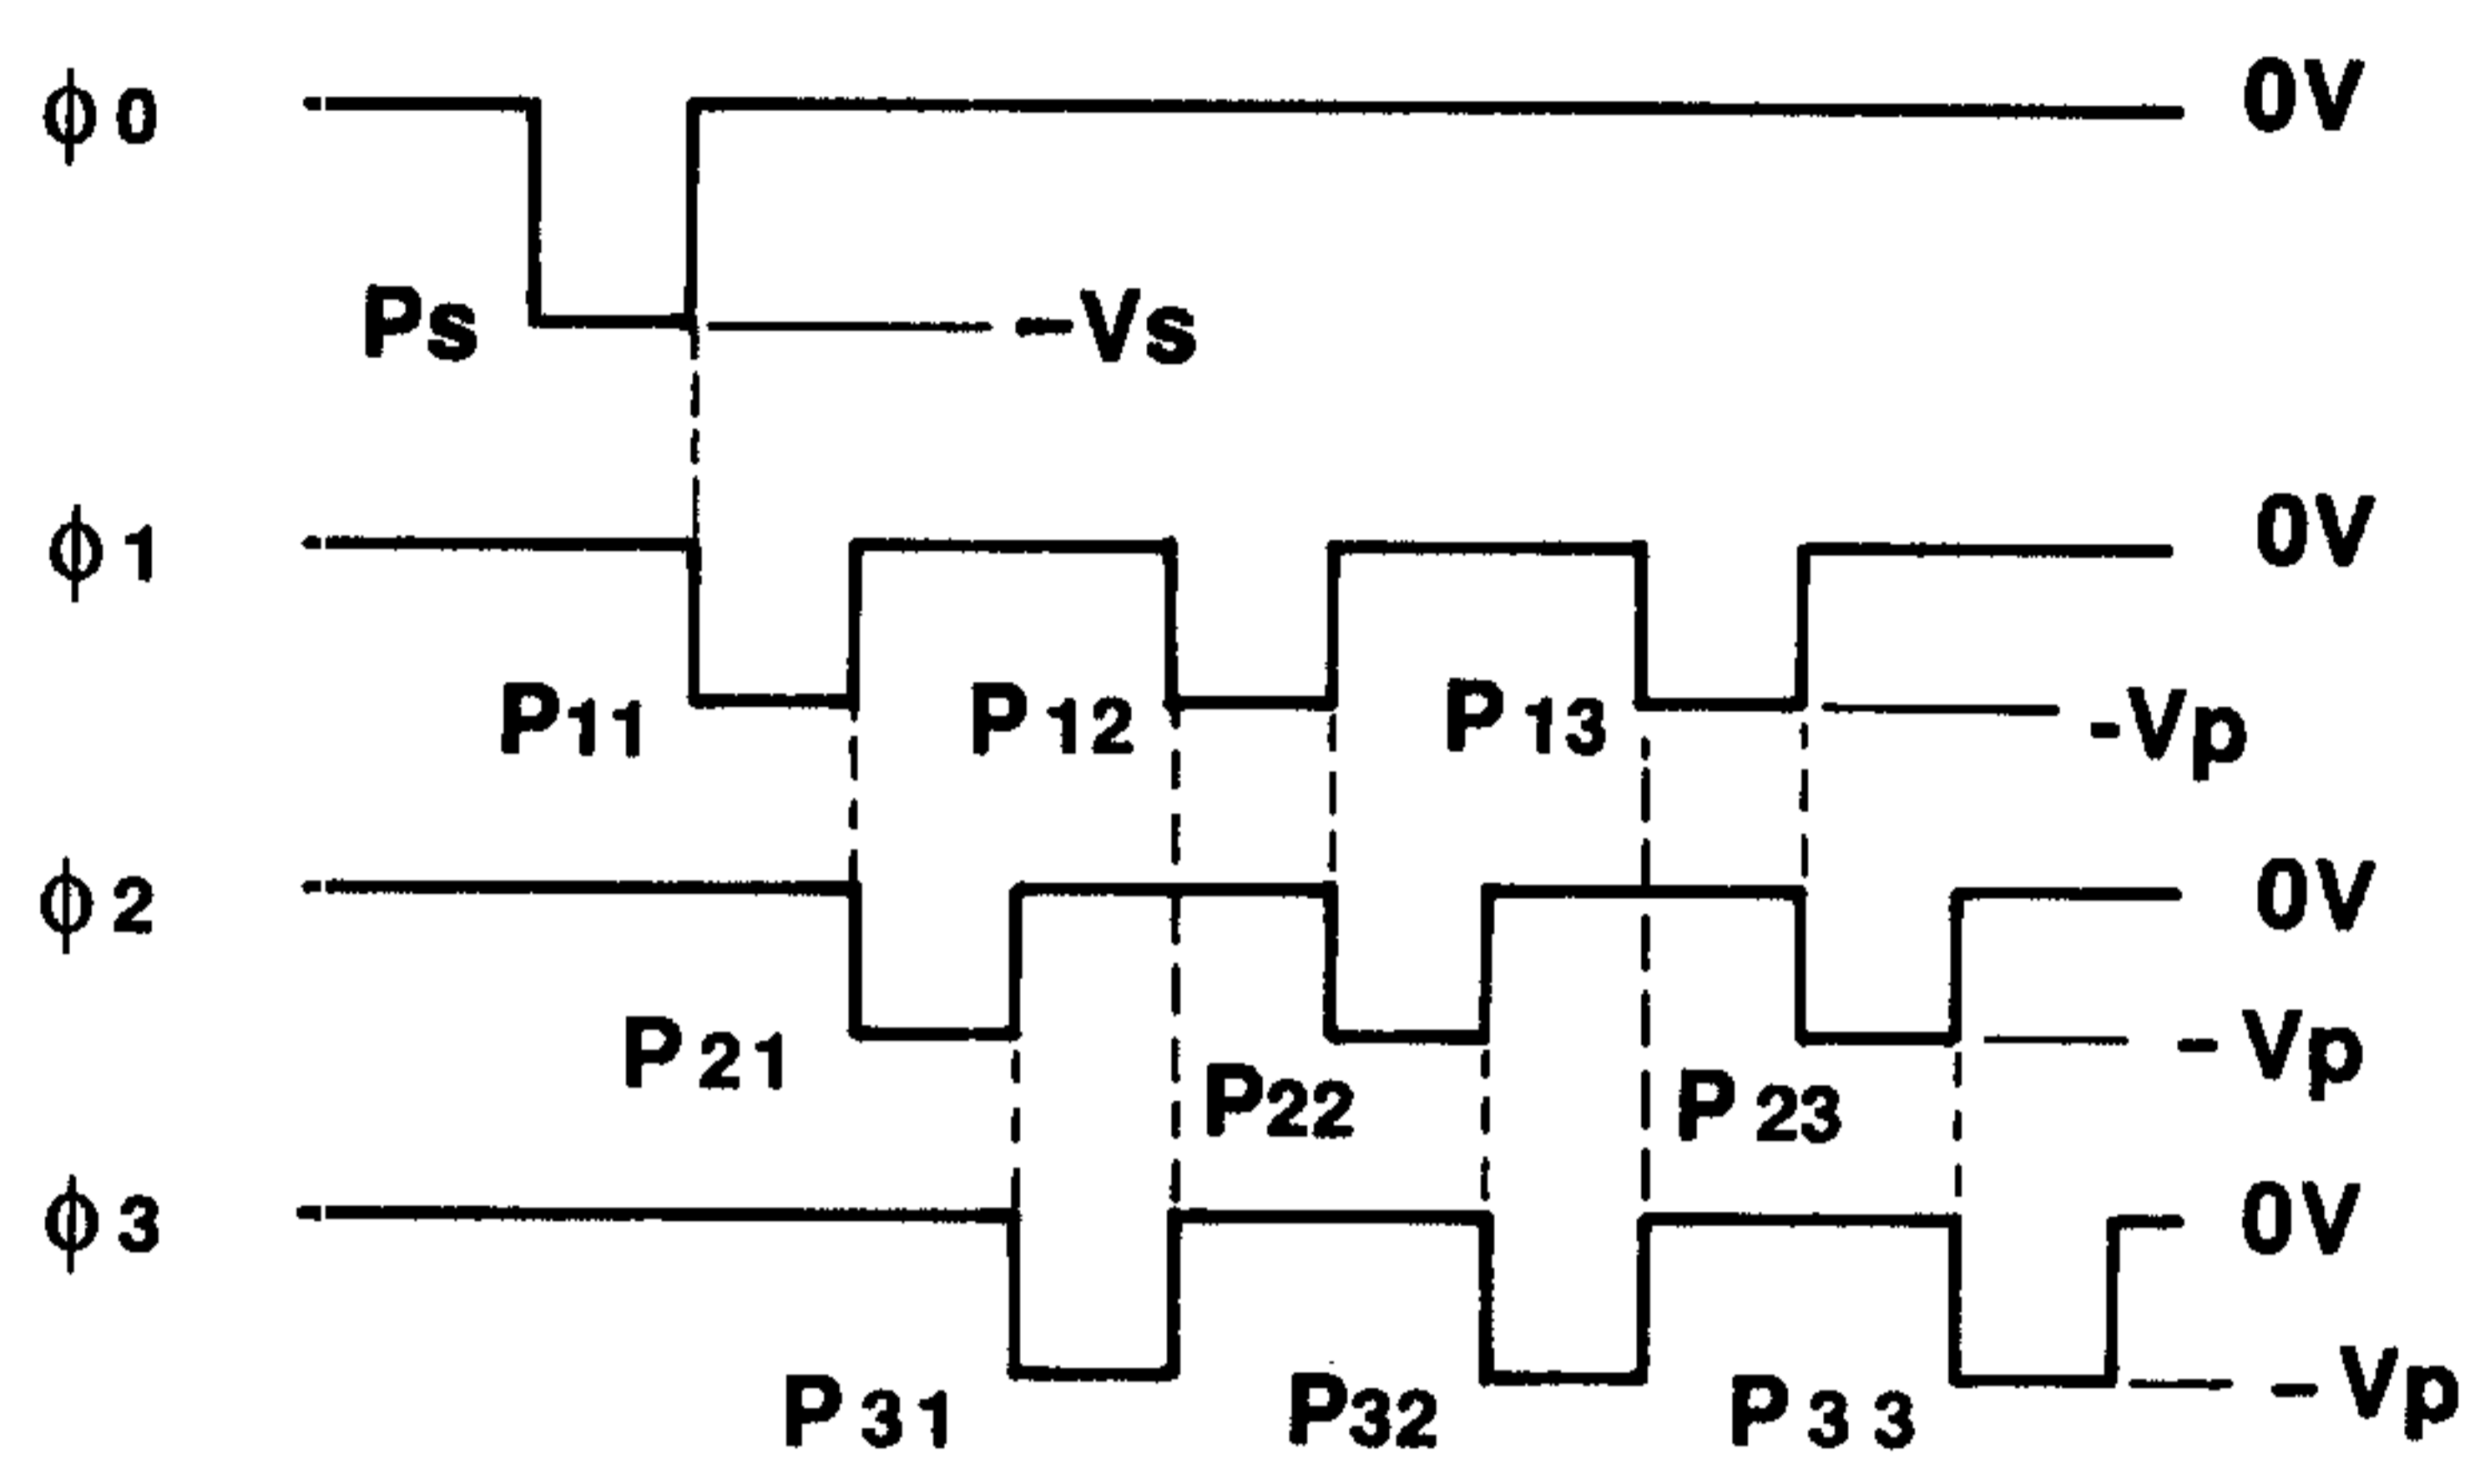 ϕ0 0V
Ps -Vs
ϕ1 0V
P11 P12 P13 -Vp
ϕ2 0V
P21 P22 P23 -Vp
ϕ3 0V
P31 P32 P33 -Vp